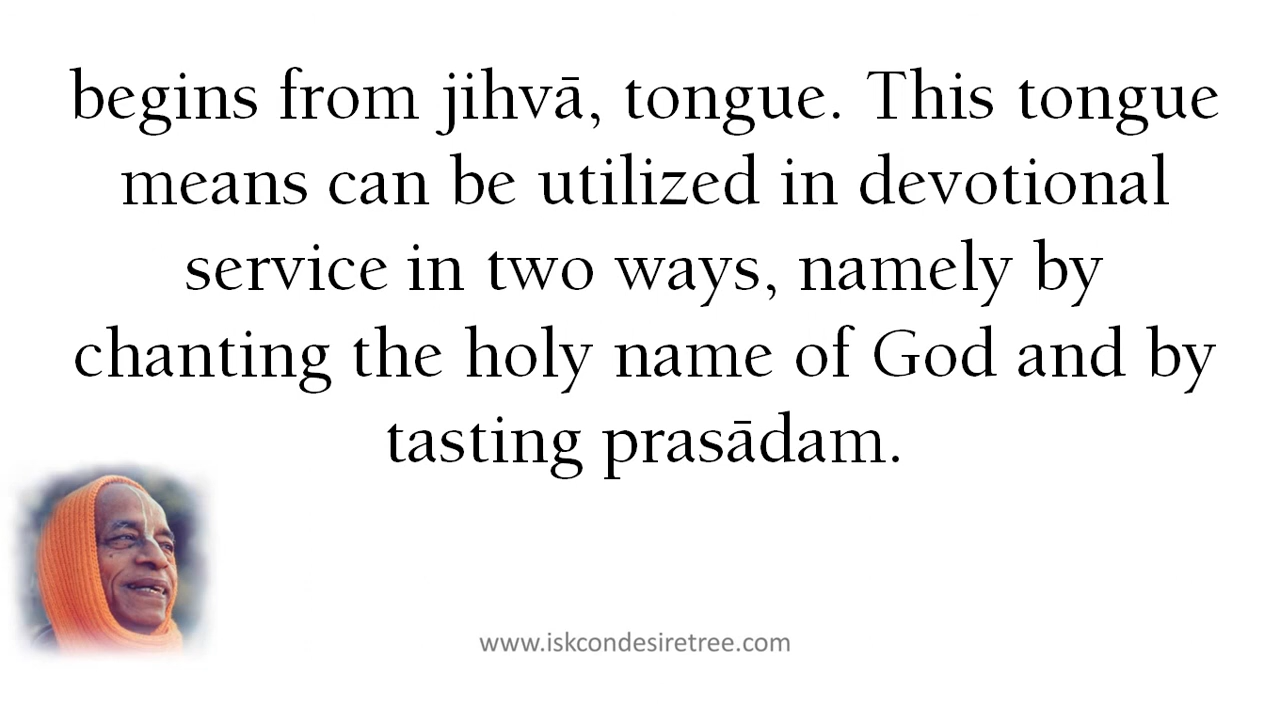 begins from jihvā, tongue. This tongue
means can be utilized in devotional
service in two ways, namely by
chanting the holy name of God and by
tasting prasādam.
www.iskcondesiretree.com